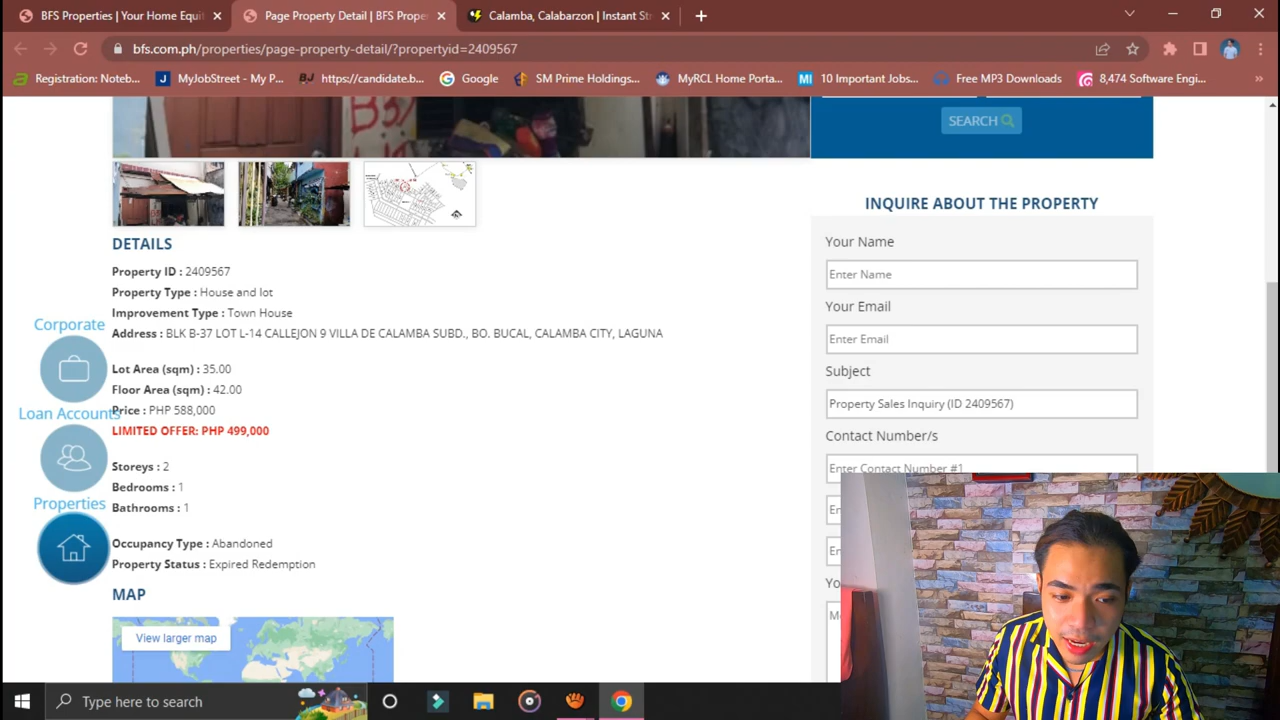 BFS Properties | Your Home Equi
Page Property Detail | BFS Prope
Calamba, Calabarzon | Instant St
bfs.com.ph/properties/page-property-detail/?propertyid=2409567
Registration: Noteb...
MyJobStreet - My P...
https://candidate.b...
Google
SM Prime Holdings...
MyRCL Home Porta...
10 Important Jobs...
Free MP3 Downloads
8,474 Software Engi...
SEARCH
INQUIRE ABOUT THE PROPERTY
Your Name
Enter Name
Your Email
Enter Email
Subject
Property Sales Inquiry (ID 2409567)
Contact Number/s
Enter Contact Number #1
DETAILS
Property ID : 2409567
Property Type : House and lot
Improvement Type : Town House
Address : BLK B-37 LOT L-14 CALLEJON 9 VILLA DE CALAMBA SUBD., BO. BUCAL, CALAMBA CITY, LAGUNA
Lot Area (sqm) : 35.00
Floor Area (sqm) : 42.00
Price : PHP 588,000
LIMITED OFFER: PHP 499,000
Storeys : 2
Bedrooms : 1
Bathrooms : 1
Occupancy Type : Abandoned
Property Status : Expired Redemption
MAP
View larger map
Corporate
Loan Accounts
Properties
Type here to search